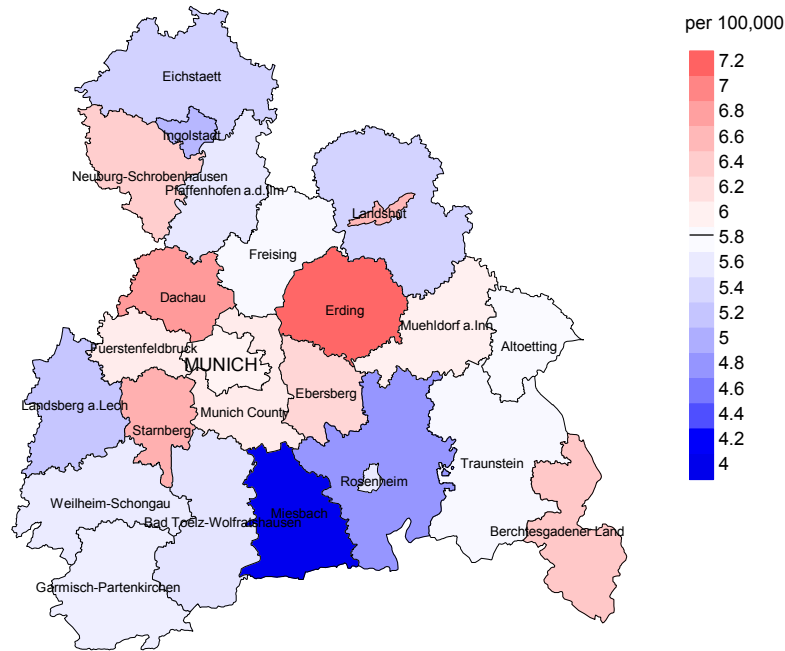 per 100,000
7.2
7
6.8
6.6
6.4
6.2
6
5.8
5.6
5.4
5.2
5
4.8
4.6
4.4
4.2
4
Eichstaett
Ingolstadt
Neuburg-Schrobenhausen
Pfaffenhofen a.d.Ilm
Landshut
Freising
Dachau
Erding
Muehldorf a.Inn
Altoetting
Fuerstenfeldbruck
MUNICH
Ebersberg
Landsberg a.Lech
Munich County
Starnberg
Traunstein
Rosenheim
Weilheim-Schongau
Miesbach
Bad Toelz-Wolfratshausen
Berchtesgadener Land
Garmisch-Partenkirchen